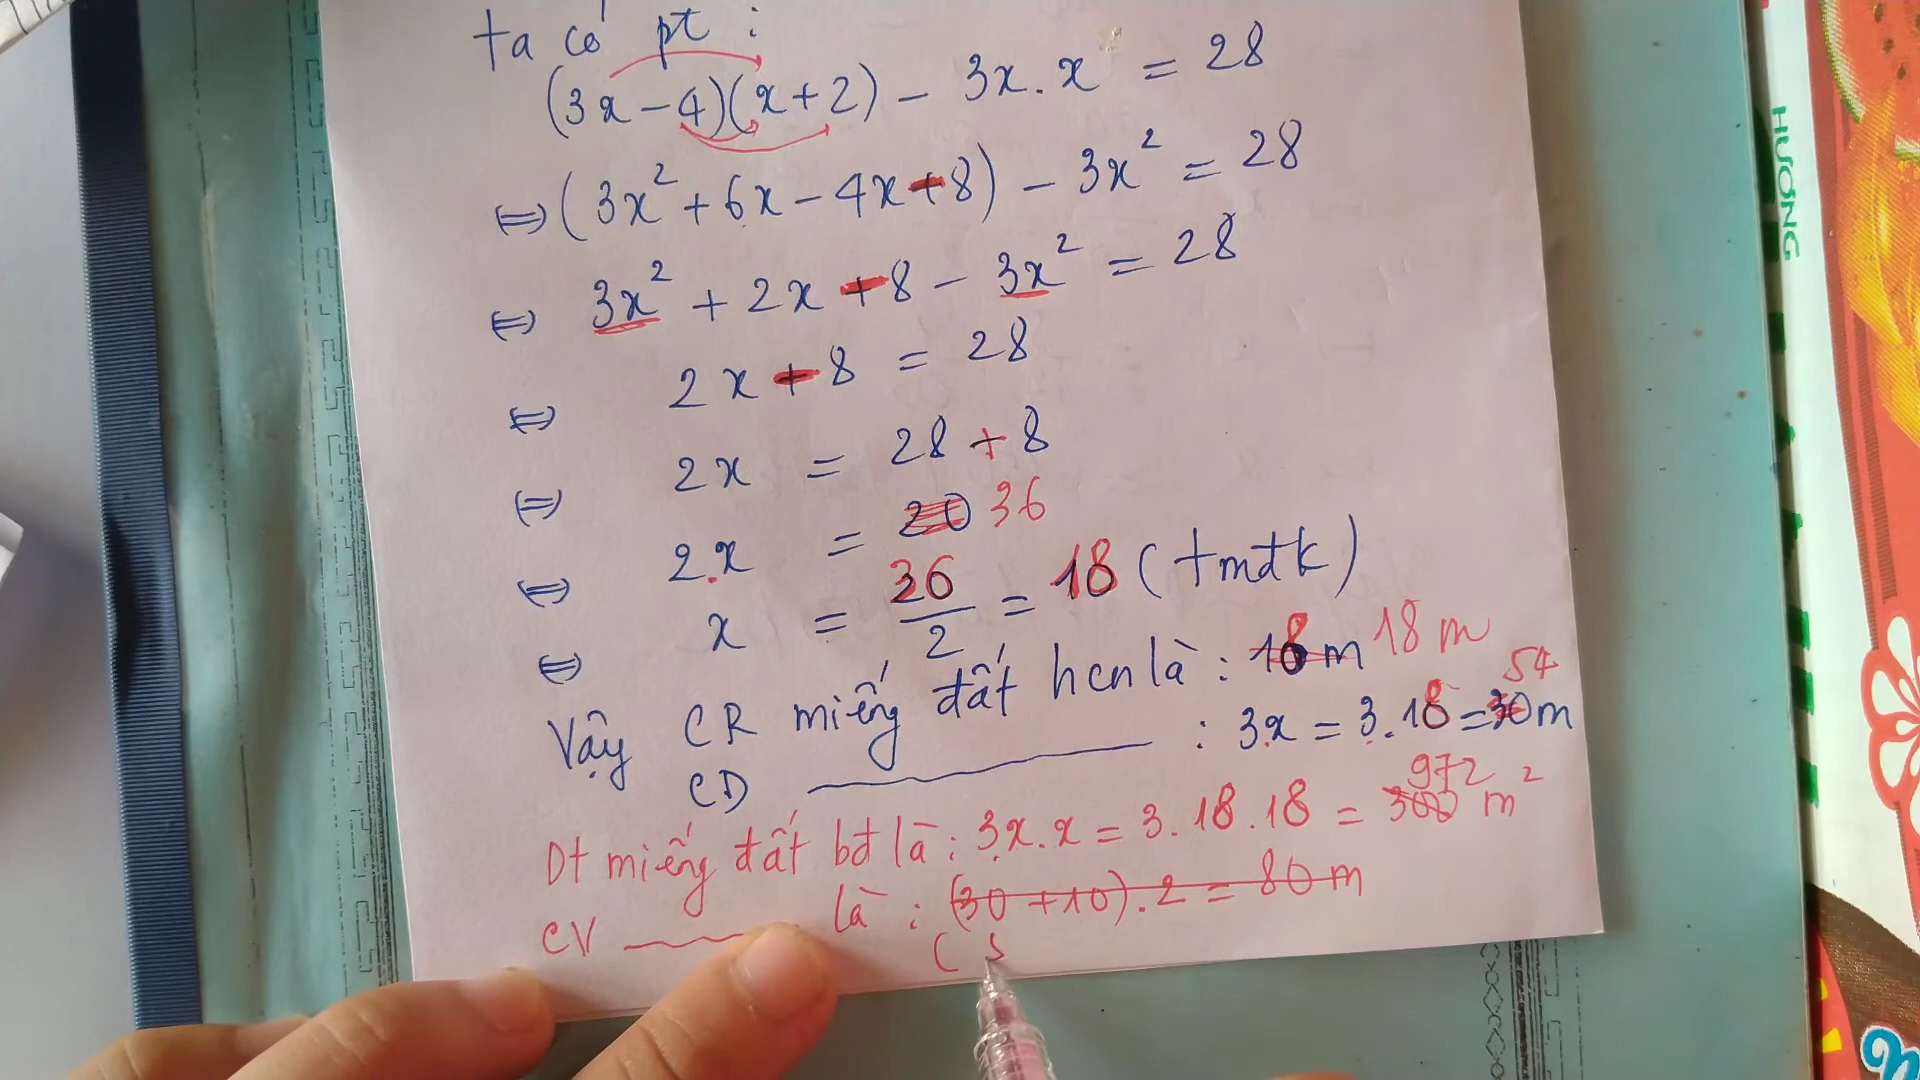 ta có pt :
(3x - 4)(x + 2) - 3x . x = 28
⇔ (3x² + 6x - 4x - 8) - 3x² = 28
⇔ 3x² + 2x - 8 - 3x² = 28
⇔ 2x - 8 = 28
⇔ 2x = 28 + 8
⇔ 2.x = 20 36
⇔ x = 36/2 = 18 (tmđk)
Vậy CR miếng đất hcn là : 18m 18 m
CD ———— : 3x = 3.18 = 30 54 m
Dt miếng đất bđ là : 3x.x = 3.18.18 = 300 972 m²
CV ——— là : (30 + 10).2 = 80 m
(5
HƯƠNG